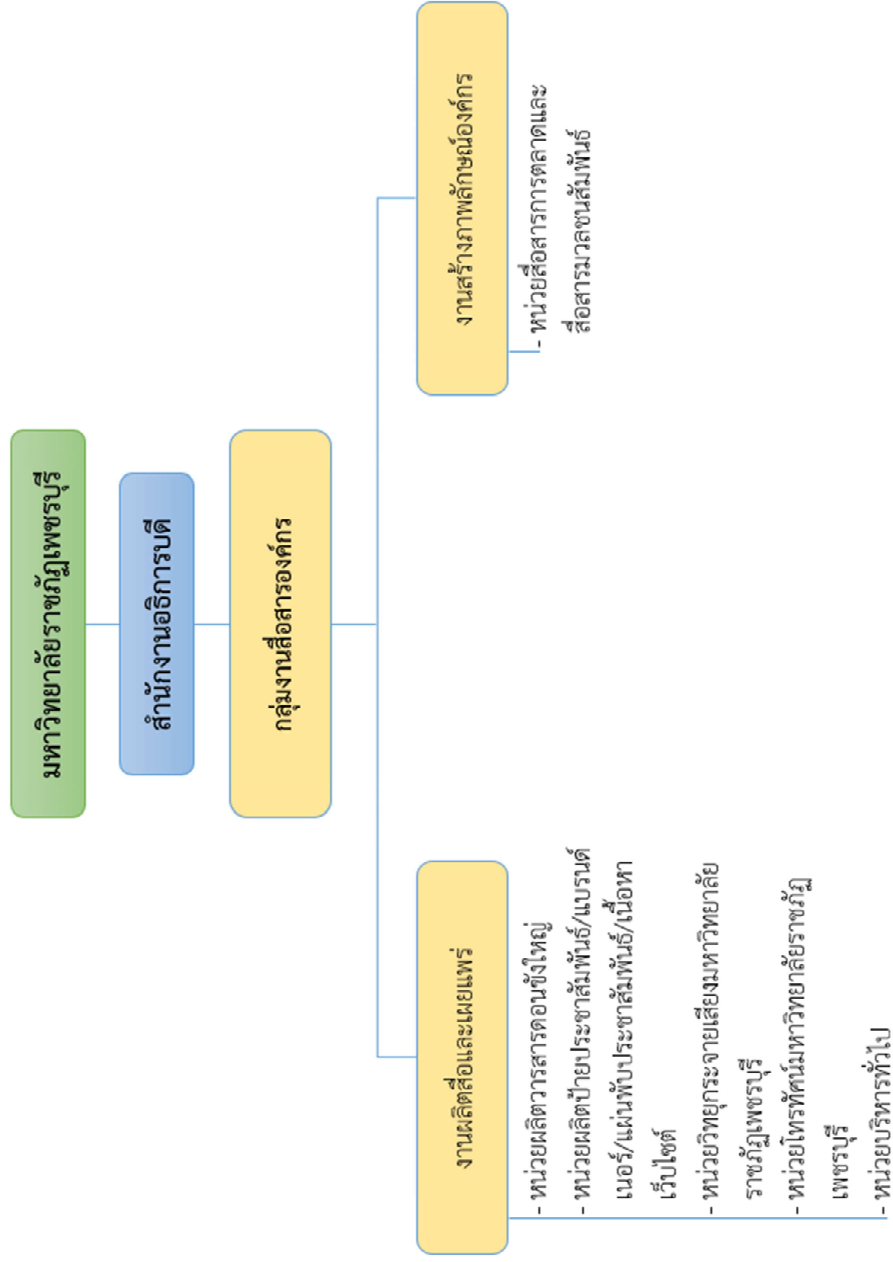 มหาวิทยาลัยราชภัฏเพชรบุรี
สำนักงานอธิการบดี
กลุ่มงานสื่อสารองค์กร
งานผลิตสื่อและเผยแพร่
- หน่วยผลิตวารสารดอนขังใหญ่
- หน่วยผลิตป้ายประชาสัมพันธ์/แบรนด์
เนอร์/แผ่นพับประชาสัมพันธ์/เนื้อหา
เว็บไซต์
- หน่วยวิทยุกระจายเสียงมหาวิทยาลัย
ราชภัฏเพชรบุรี
- หน่วยโทรทัศน์มหาวิทยาลัยราชภัฏ
เพชรบุรี
- หน่วยบริหารทั่วไป
งานสร้างภาพลักษณ์องค์กร
- หน่วยสื่อสารการตลาดและ
สื่อสารมวลชนสัมพันธ์